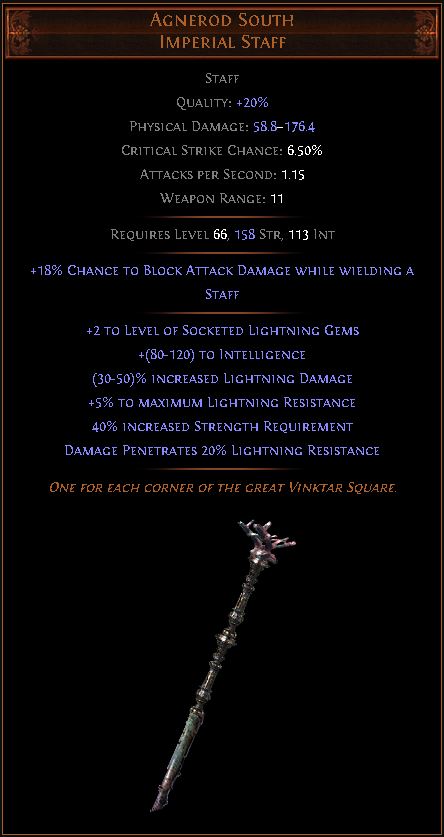 Agnerod South
Imperial Staff
Staff
Quality: +20%
Physical Damage: 58.8–176.4
Critical Strike Chance: 6.50%
Attacks per Second: 1.15
Weapon Range: 11
Requires Level 66, 158 Str, 113 Int
+18% Chance to Block Attack Damage while wielding a
Staff
+2 to Level of Socketed Lightning Gems
+(80-120) to Intelligence
(30-50)% increased Lightning Damage
+5% to maximum Lightning Resistance
40% increased Strength Requirement
Damage Penetrates 20% Lightning Resistance
One for each corner of the great Vinktar Square.